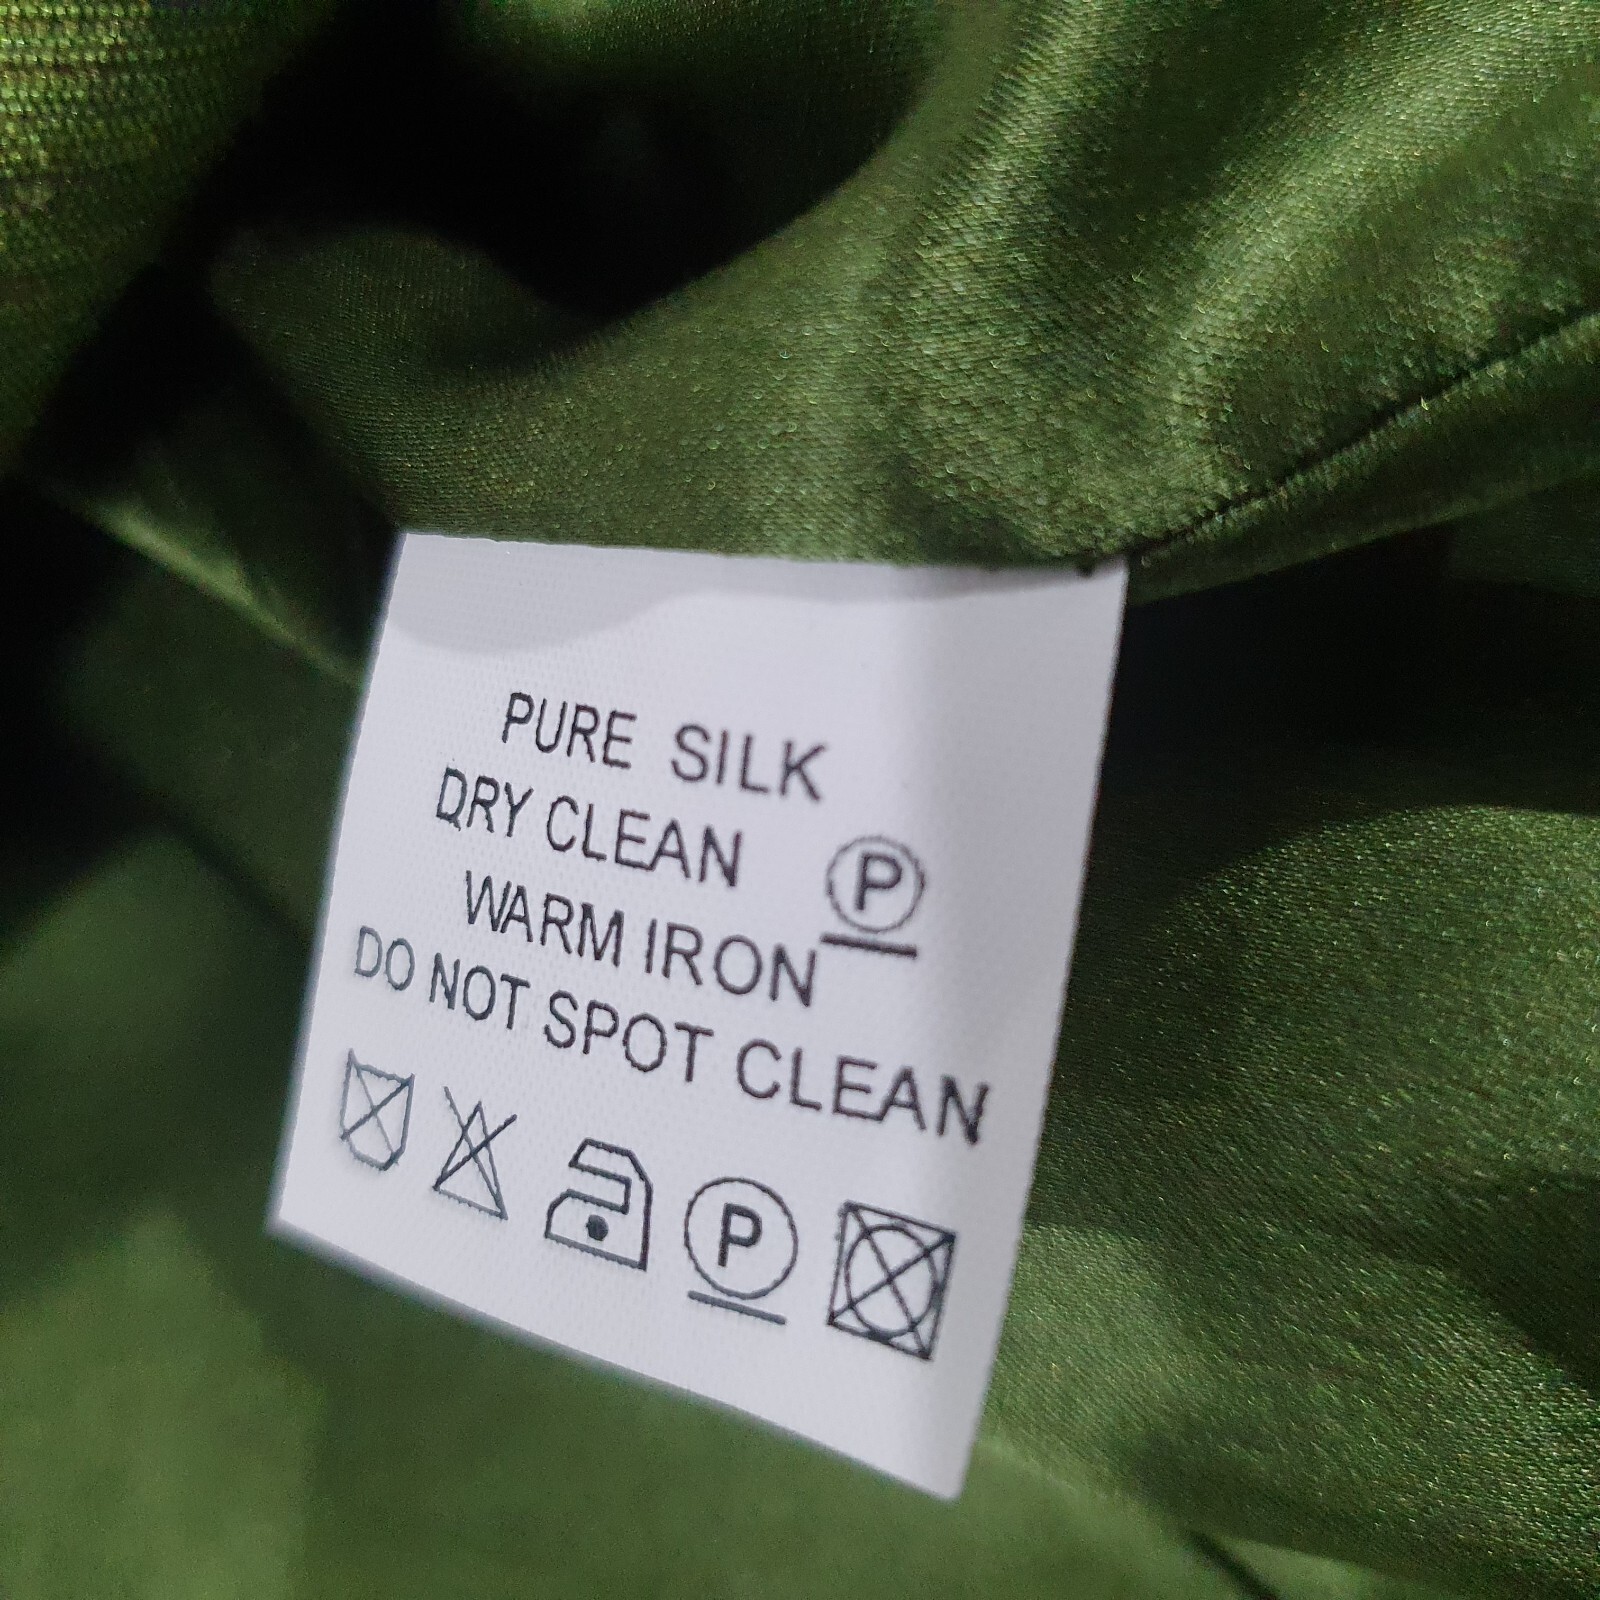 PURE SILK
DRY CLEAN P
WARM IRON
DO NOT SPOT CLEAN
P